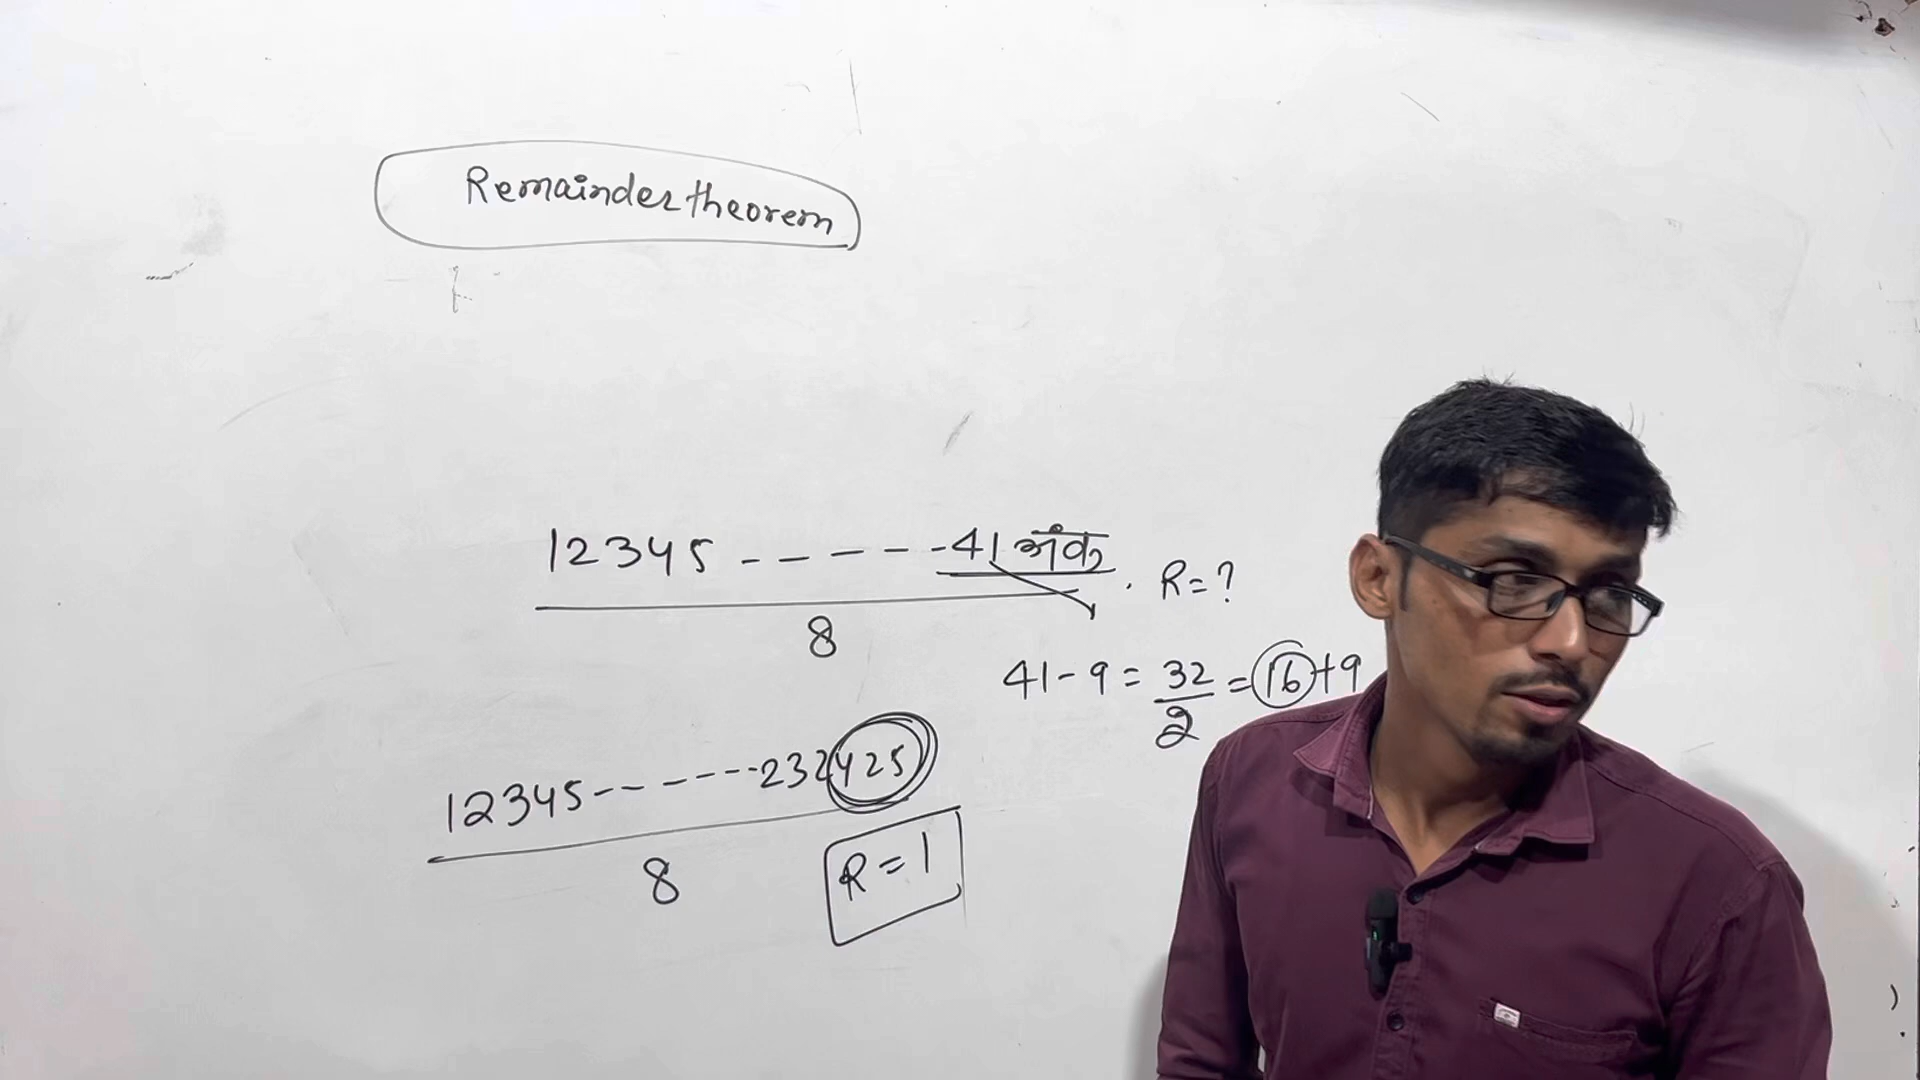 Remainder theorem
12345 - - - - - -41 अंक
8
R=?
41-9=32/2=16+9
12345- - - - - - -232425
8
R=1